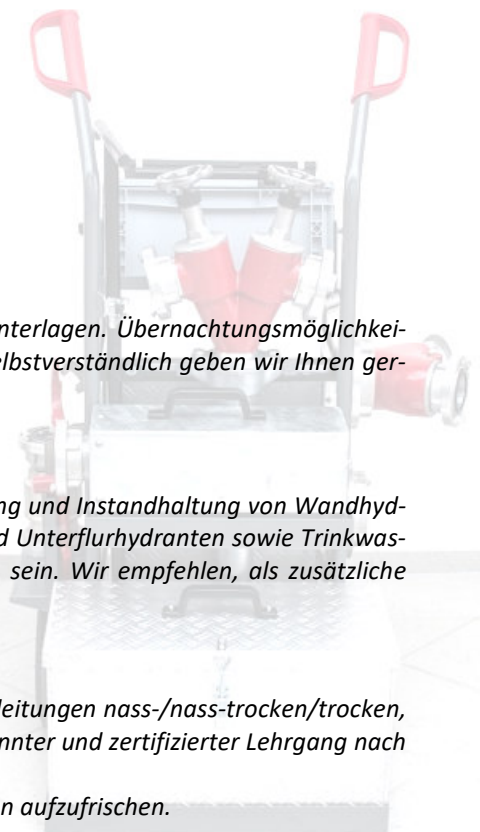 nterlagen. Übernachtungsmöglichkei-
elbstverständlich geben wir Ihnen ger-
ng und Instandhaltung von Wandhyd-
d Unterflurhydranten sowie Trinkwas-
sein. Wir empfehlen, als zusätzliche
leitungen nass-/nass-trocken/trocken,
nnter und zertifizierter Lehrgang nach
n aufzufrischen.